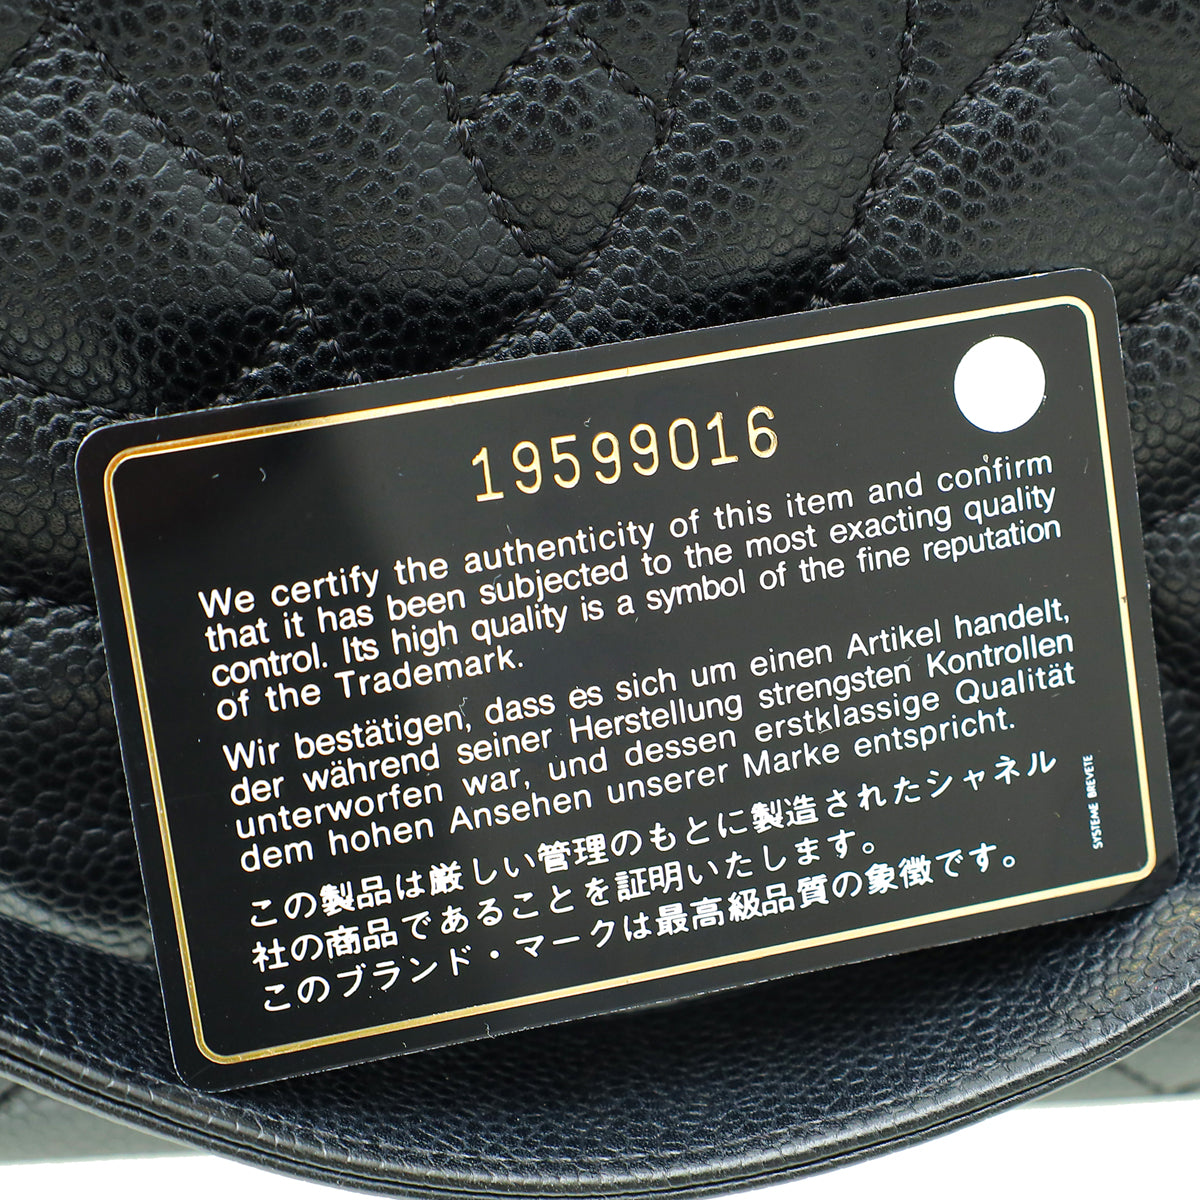 19599016
We certify the authenticity of this item and confirm
that it has been subjected to the most exacting quality
control. Its high quality is a symbol of the fine reputation
of the Trademark.
Wir bestätigen, dass es sich um einen Artikel handelt,
der während seiner Herstellung strengsten Kontrollen
unterworfen war, und dessen erstklassige Qualität
dem hohen Ansehen unserer Marke entspricht.
この製品は厳しい管理のもとに製造されたシャネル
社の商品であることを証明いたします。
このブランド・マークは最高級品質の象徴です。
SYSTEME BREVETE